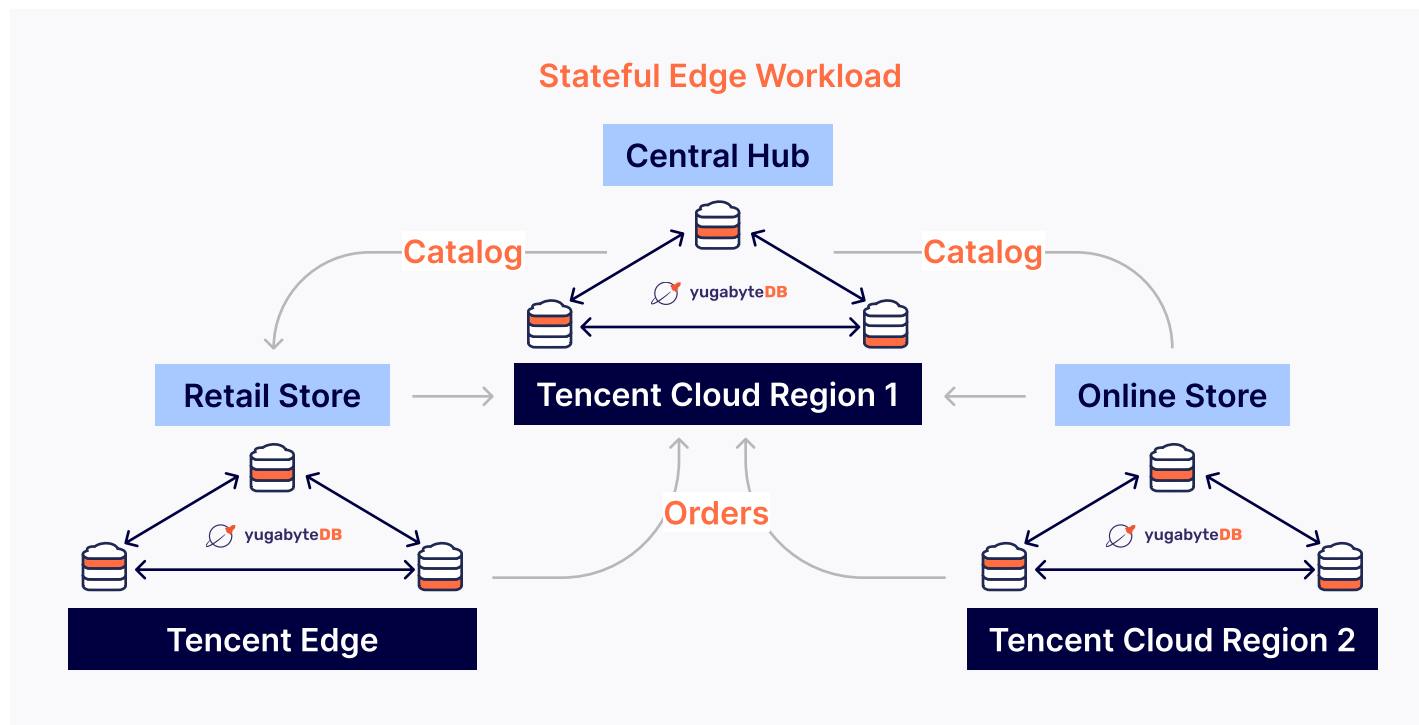 Stateful Edge Workload
Central Hub
Catalog
Catalog
yugabyteDB
Retail Store
Tencent Cloud Region 1
Online Store
Orders
yugabyteDB
yugabyteDB
Tencent Edge
Tencent Cloud Region 2